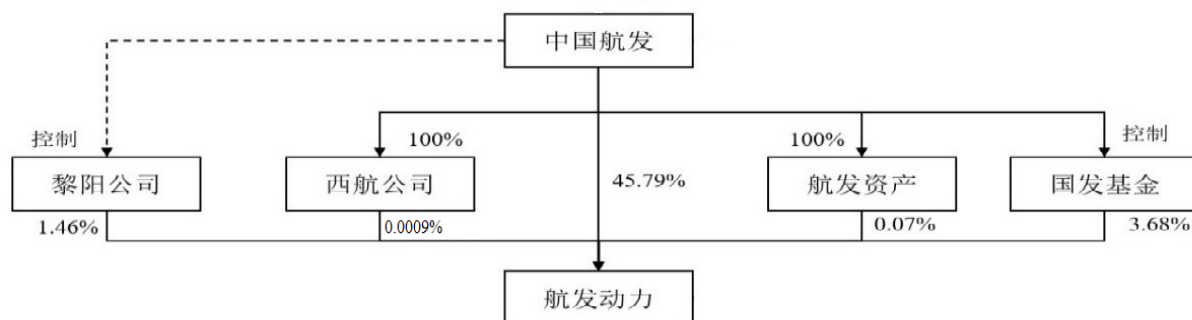 中国航发
控制
100%
100%
控制
黎阳公司
西航公司
45.79%
航发资产
国发基金
1.46%
0.0009%
0.07%
3.68%
航发动力